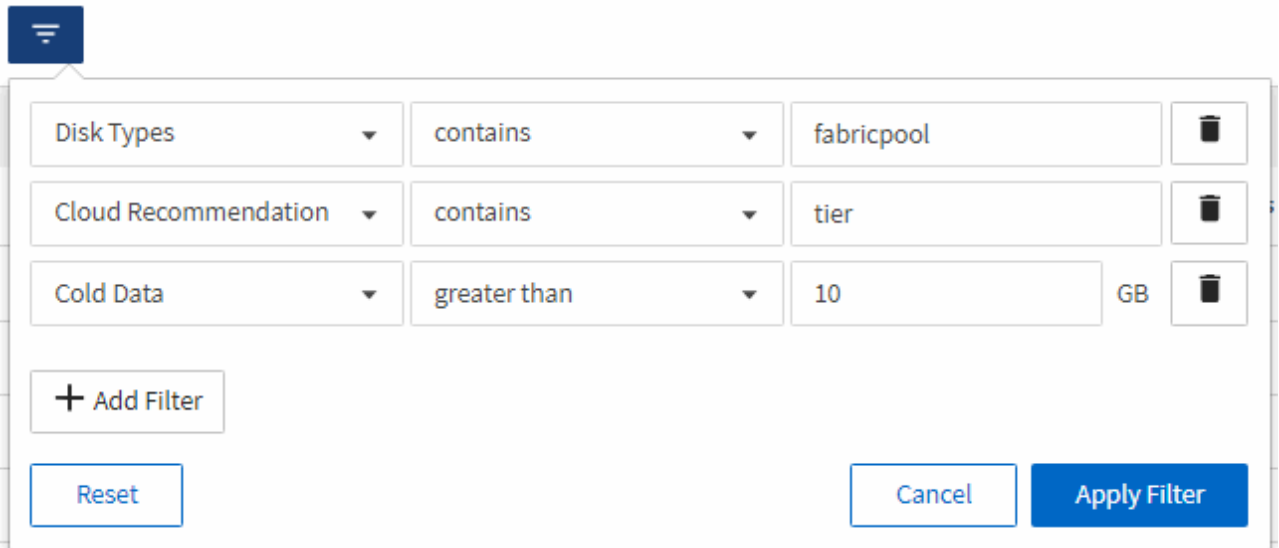 Disk Types contains fabricpool
Cloud Recommendation contains tier
Cold Data greater than 10 GB
Add Filter
Reset Cancel Apply Filter